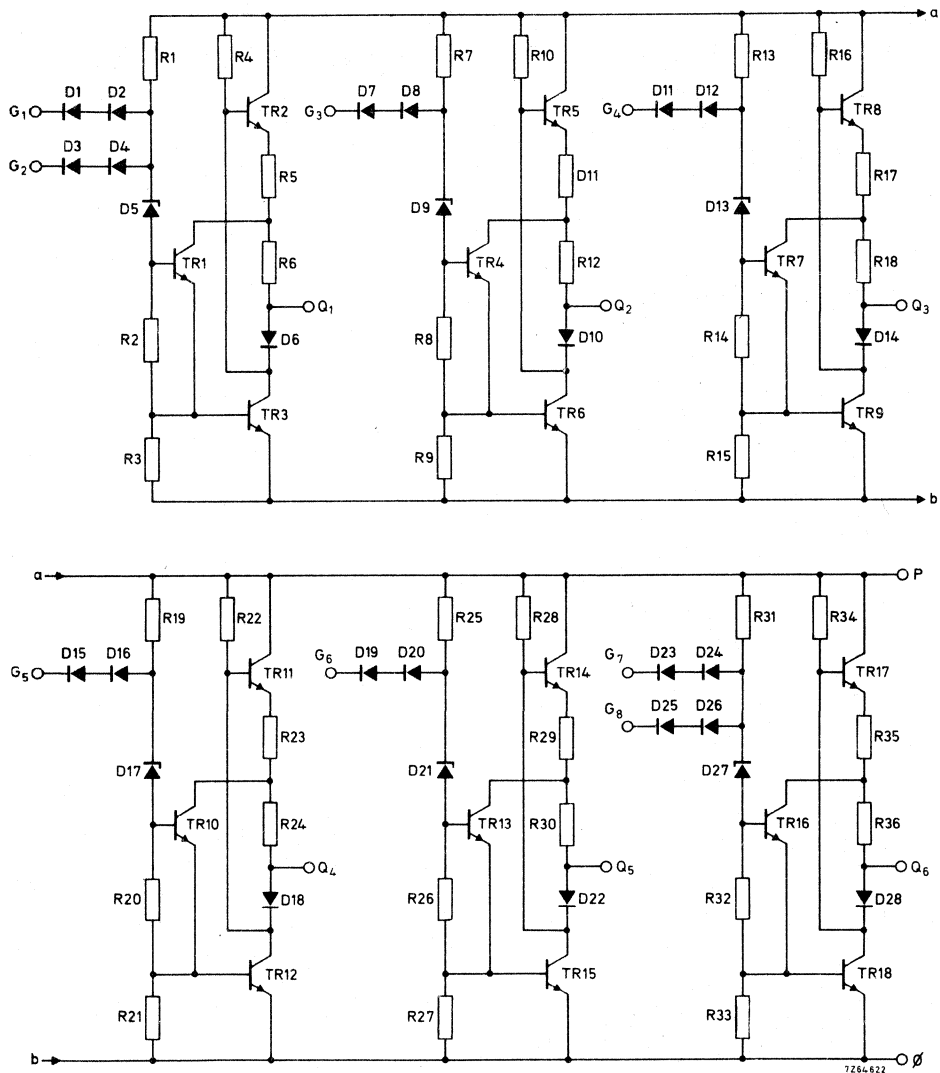 a
R1 R4 R7 R10 R13 R16
G1 D1 D2 TR2 G3 D7 D8 TR5 G4 D11 D12 TR8
G2 D3 D4 R5 D11 R17
D5 D9 D13
TR1 R6 TR4 R12 TR7 R18
Q1 Q2 Q3
R2 D6 R8 D10 R14 D14
TR3 TR6 TR9
R3 R9 R15
b
a P
R19 R22 R25 R28 R31 R34
G5 D15 D16 TR11 G6 D19 D20 TR14 G7 D23 D24 TR17
R23 R29 G8 D25 D26 R35
D17 D21 D27
TR10 R24 TR13 R30 TR16 R36
Q4 Q5 Q6
R20 D18 R26 D22 R32 D28
TR12 TR15 TR18
R21 R27 R33
b Ø
7Z64622